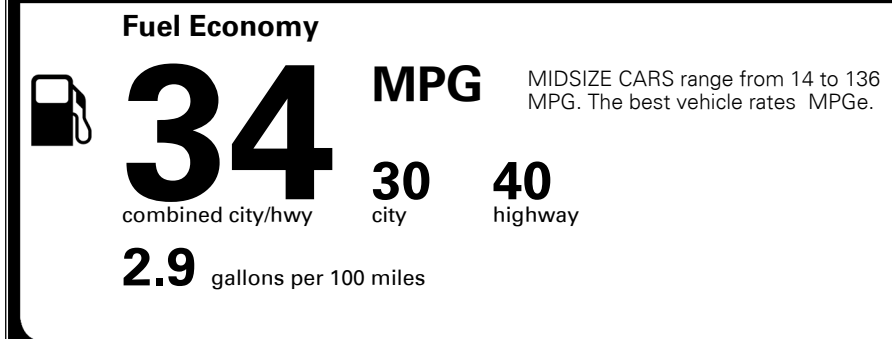 Fuel Economy
34 MPG
MIDSIZE CARS range from 14 to 136
MPG. The best vehicle rates  MPGe.
combined city/hwy
30 city
40 highway
2.9 gallons per 100 miles